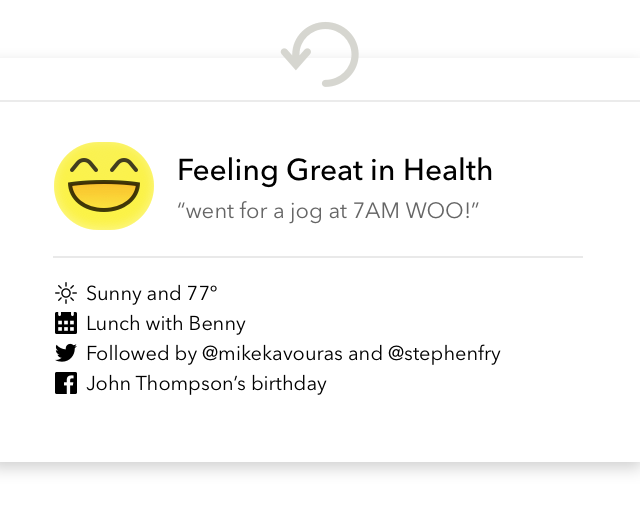 Feeling Great in Health
“went for a jog at 7AM WOO!”
Sunny and 77º
Lunch with Benny
Followed by @mikekavouras and @stephenfry
John Thompson’s birthday